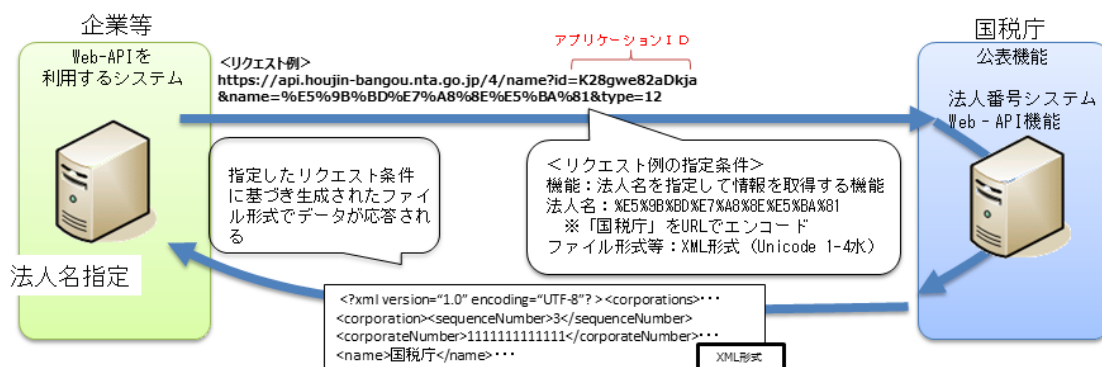 企業等
Web-APIを
利用するシステム
法人名指定
<リクエスト例>
https://api.houjin-bangou.nta.go.jp/4/name?id=K28gwe82aDkja
&name=%E5%9B%BD%E7%A8%8E%E5%BA%81&type=12
アプリケーションID
国税庁
公表機能
法人番号システム
Web‐API機能
指定したリクエスト条件
に基づき生成されたファイ
ル形式でデータが応答され
る
<リクエスト例の指定条件>
機能:法人名を指定して情報を取得する機能
法人名:%E5%9B%BD%E7%A8%8E%E5%BA%81
※「国税庁」をURLでエンコード
ファイル形式等:XML形式(Unicode 1-4水)
<?xml version=“1.0” encoding=“UTF-8”? ><corporations>・・・
<corporation><sequenceNumber>3</sequenceNumber>
<corporateNumber>1111111111111</corporateNumber>・・・
<name>国税庁</name>・・・
XML形式